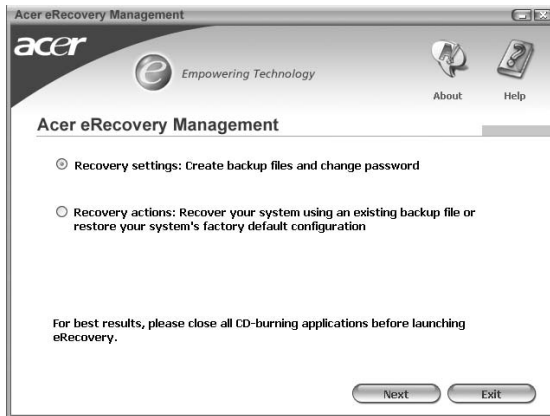 Acer eRecovery Management
acer
e Empowering Technology
About Help
Acer eRecovery Management
Recovery settings: Create backup files and change password
Recovery actions: Recover your system using an existing backup file or
restore your system's factory default configuration
For best results, please close all CD-burning applications before launching
eRecovery.
Next Exit